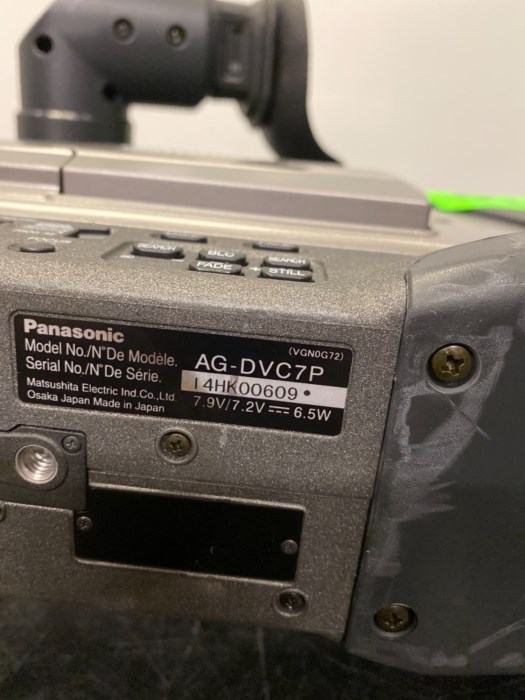 SEARCH
BLC
SEARCH
FADE
+
STILL
Panasonic
(VGN0G72)
Model No./N°De Modèle. AG-DVC7P
Serial No./N°De Série. I4HK00609
Matsushita Electric Ind.Co.,Ltd
Osaka Japan Made in Japan
7.9V/7.2V ⎓ 6.5W